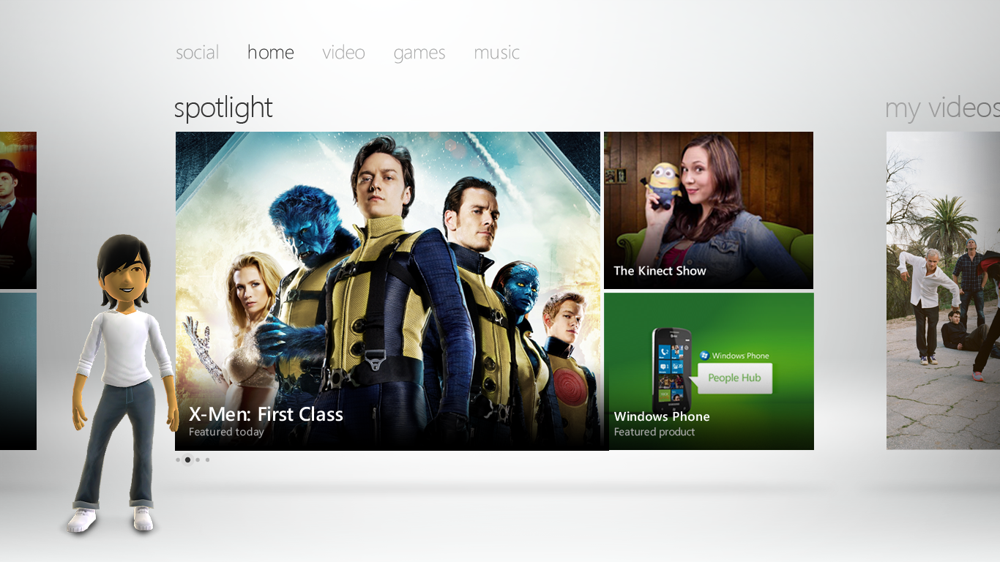 social home video games music
spotlight
my videos
The Kinect Show
Windows Phone
People Hub
X-Men: First Class
Featured today
Windows Phone
Featured product